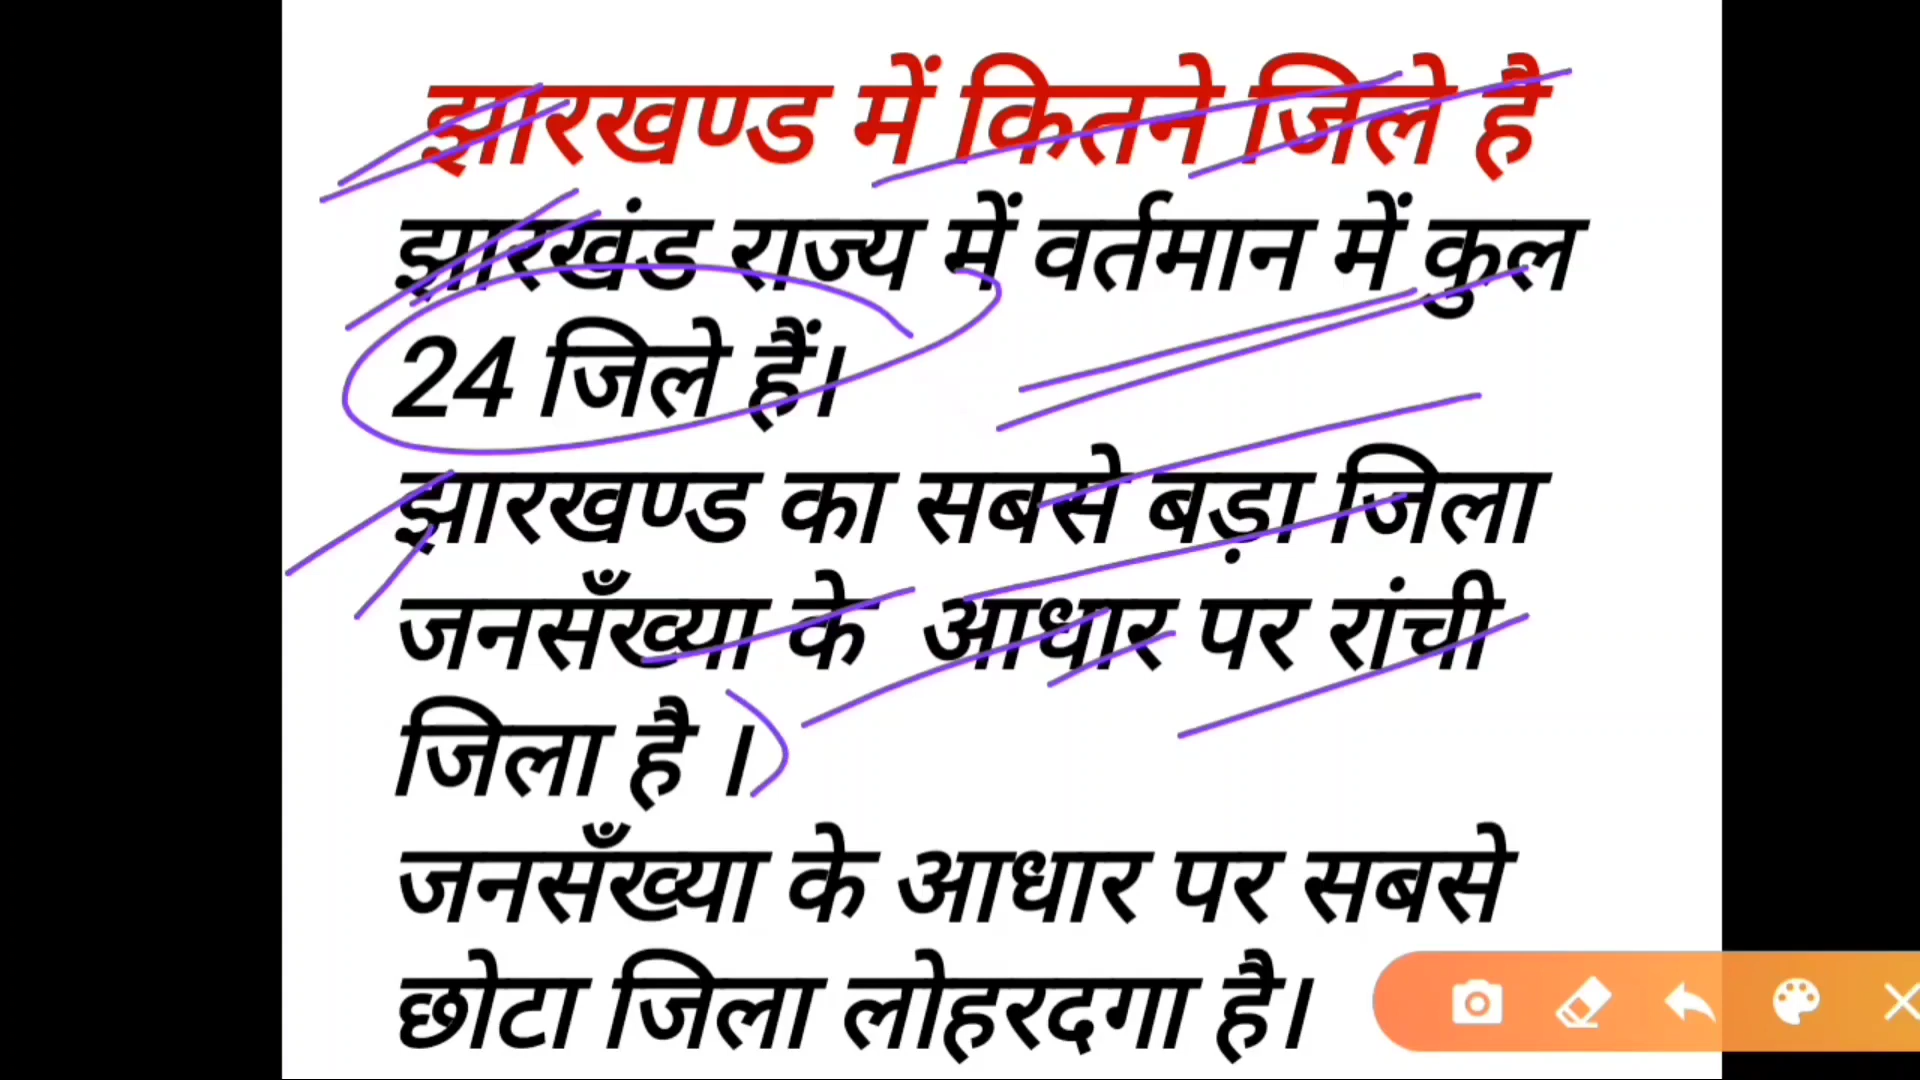 झारखण्ड में कितने जिले है
झारखंड राज्य में वर्तमान में कुल
24 जिले हैं।
झारखण्ड का सबसे बड़ा जिला
जनसँख्या के आधार पर रांची
जिला है ।
जनसँख्या के आधार पर सबसे
छोटा जिला लोहरदगा है।